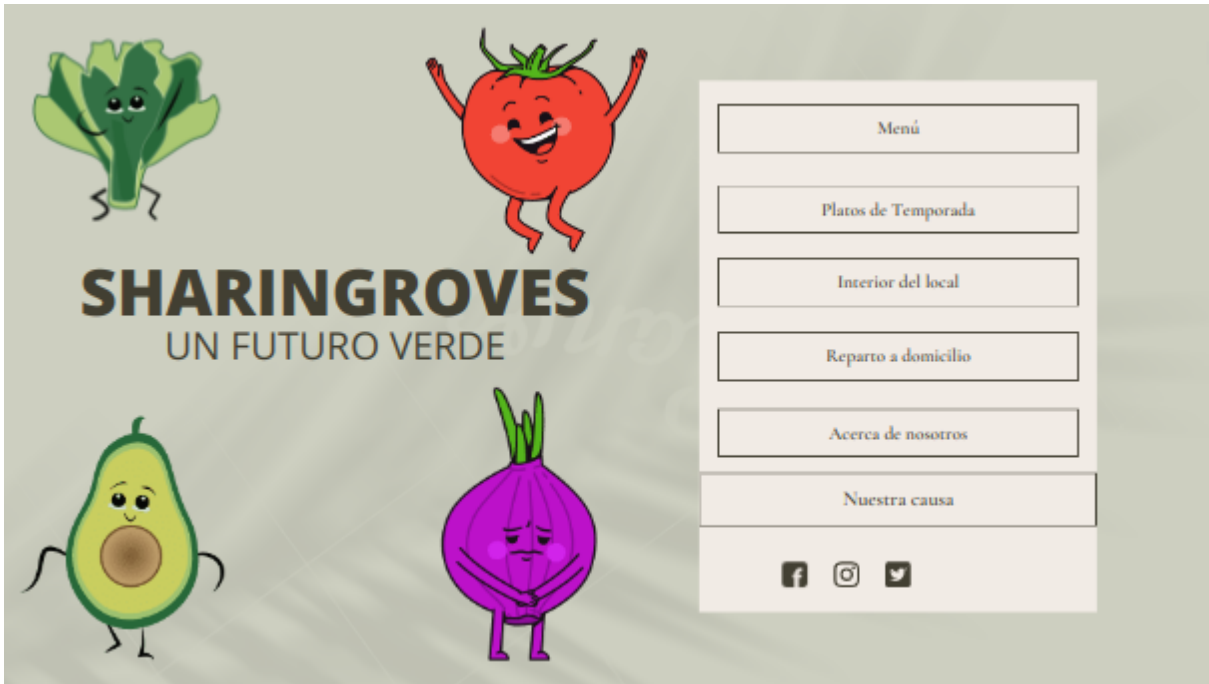 SHARINGROVES
UN FUTURO VERDE
Menú
Platos de Temporada
Interior del local
Reparto a domicilio
Acerca de nosotros
Nuestra causa